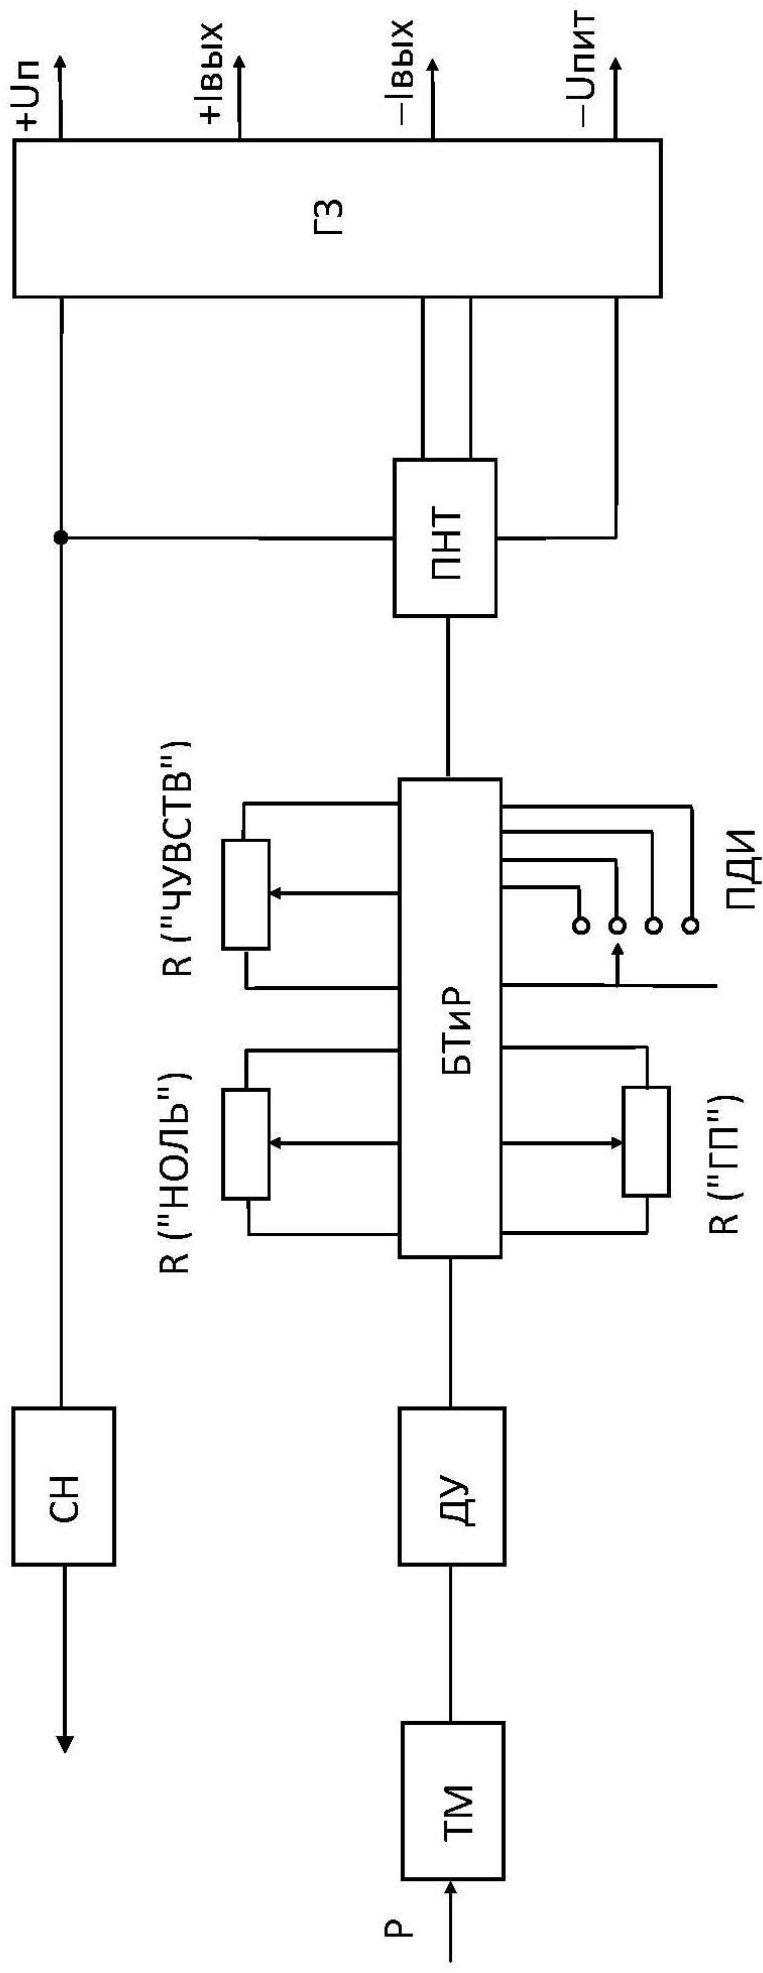 +Uп
+Iвых
–Iвых
–Uпит
ГЗ
ПНТ
R ("ЧУВСТВ")
R ("НОЛЬ")
БТиР
ПДИ
R ("ГП")
СН
ДУ
ТМ
P